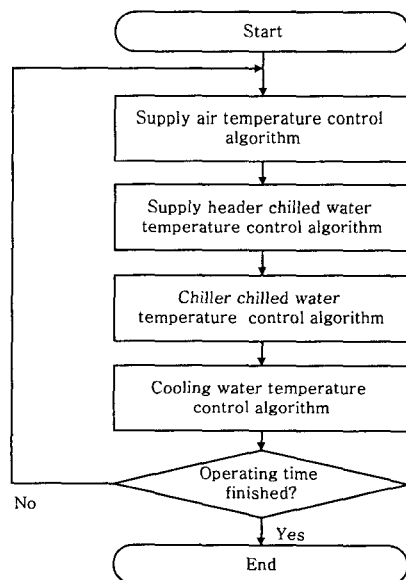 Start
Supply air temperature control
algorithm
Supply header chilled water
temperature control algorithm
Chiller chilled water
temperature control algorithm
Cooling water temperature
control algorithm
Operating time
finished?
No
Yes
End